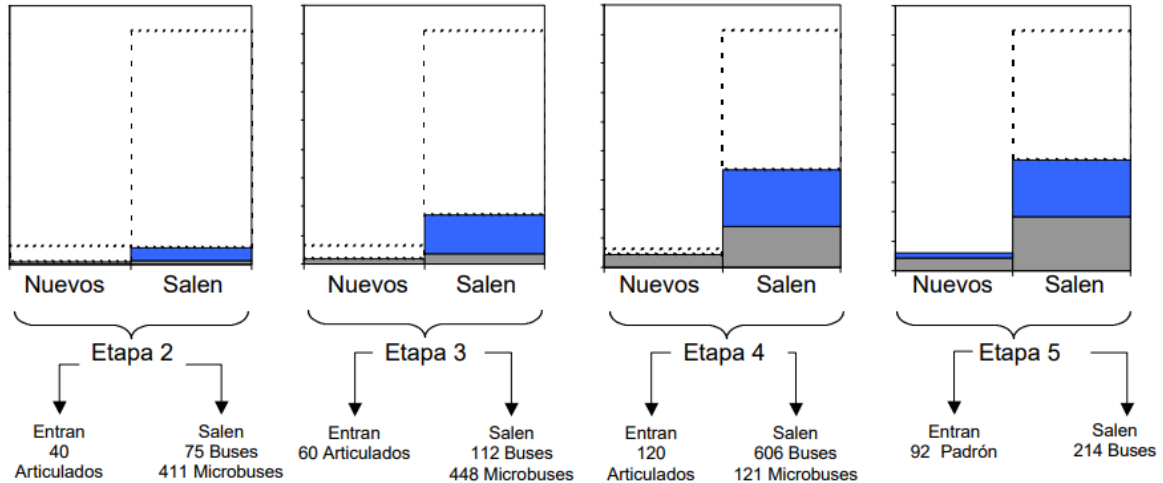 Nuevos Salen
Nuevos Salen
Nuevos Salen
Nuevos Salen
Etapa 2
Etapa 3
Etapa 4
Etapa 5
Entran
40
Articulados
Salen
75 Buses
411 Microbuses
Entran
60 Articulados
Salen
112 Buses
448 Microbuses
Entran
120
Articulados
Salen
606 Buses
121 Microbuses
Entran
92 Padrón
Salen
214 Buses